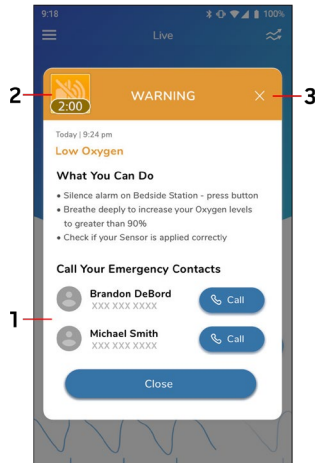 9:18
100%
Live
2
2:00
WARNING
3
Today | 9:24 pm
Low Oxygen
What You Can Do
• Silence alarm on Bedside Station - press button
• Breathe deeply to increase your Oxygen levels
to greater than 90%
• Check if your Sensor is applied correctly
Call Your Emergency Contacts
Brandon DeBord
XXX XXX XXXX
Call
1
Michael Smith
XXX XXX XXXX
Call
Close